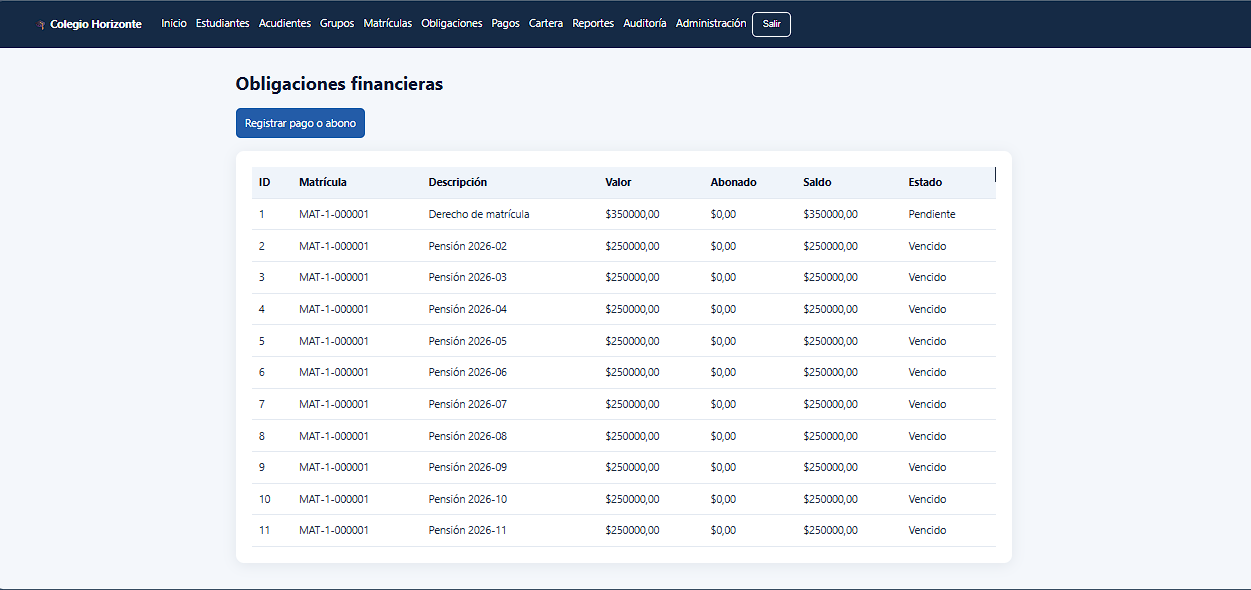 Colegio Horizonte Inicio Estudiantes Acudientes Grupos Matrículas Obligaciones Pagos Cartera Reportes Auditoría Administración Salir
Obligaciones financieras
Registrar pago o abono
ID Matrícula Descripción Valor Abonado Saldo Estado
1 MAT-1-000001 Derecho de matrícula $350000,00 $0,00 $350000,00 Pendiente
2 MAT-1-000001 Pensión 2026-02 $250000,00 $0,00 $250000,00 Vencido
3 MAT-1-000001 Pensión 2026-03 $250000,00 $0,00 $250000,00 Vencido
4 MAT-1-000001 Pensión 2026-04 $250000,00 $0,00 $250000,00 Vencido
5 MAT-1-000001 Pensión 2026-05 $250000,00 $0,00 $250000,00 Vencido
6 MAT-1-000001 Pensión 2026-06 $250000,00 $0,00 $250000,00 Vencido
7 MAT-1-000001 Pensión 2026-07 $250000,00 $0,00 $250000,00 Vencido
8 MAT-1-000001 Pensión 2026-08 $250000,00 $0,00 $250000,00 Vencido
9 MAT-1-000001 Pensión 2026-09 $250000,00 $0,00 $250000,00 Vencido
10 MAT-1-000001 Pensión 2026-10 $250000,00 $0,00 $250000,00 Vencido
11 MAT-1-000001 Pensión 2026-11 $250000,00 $0,00 $250000,00 Vencido